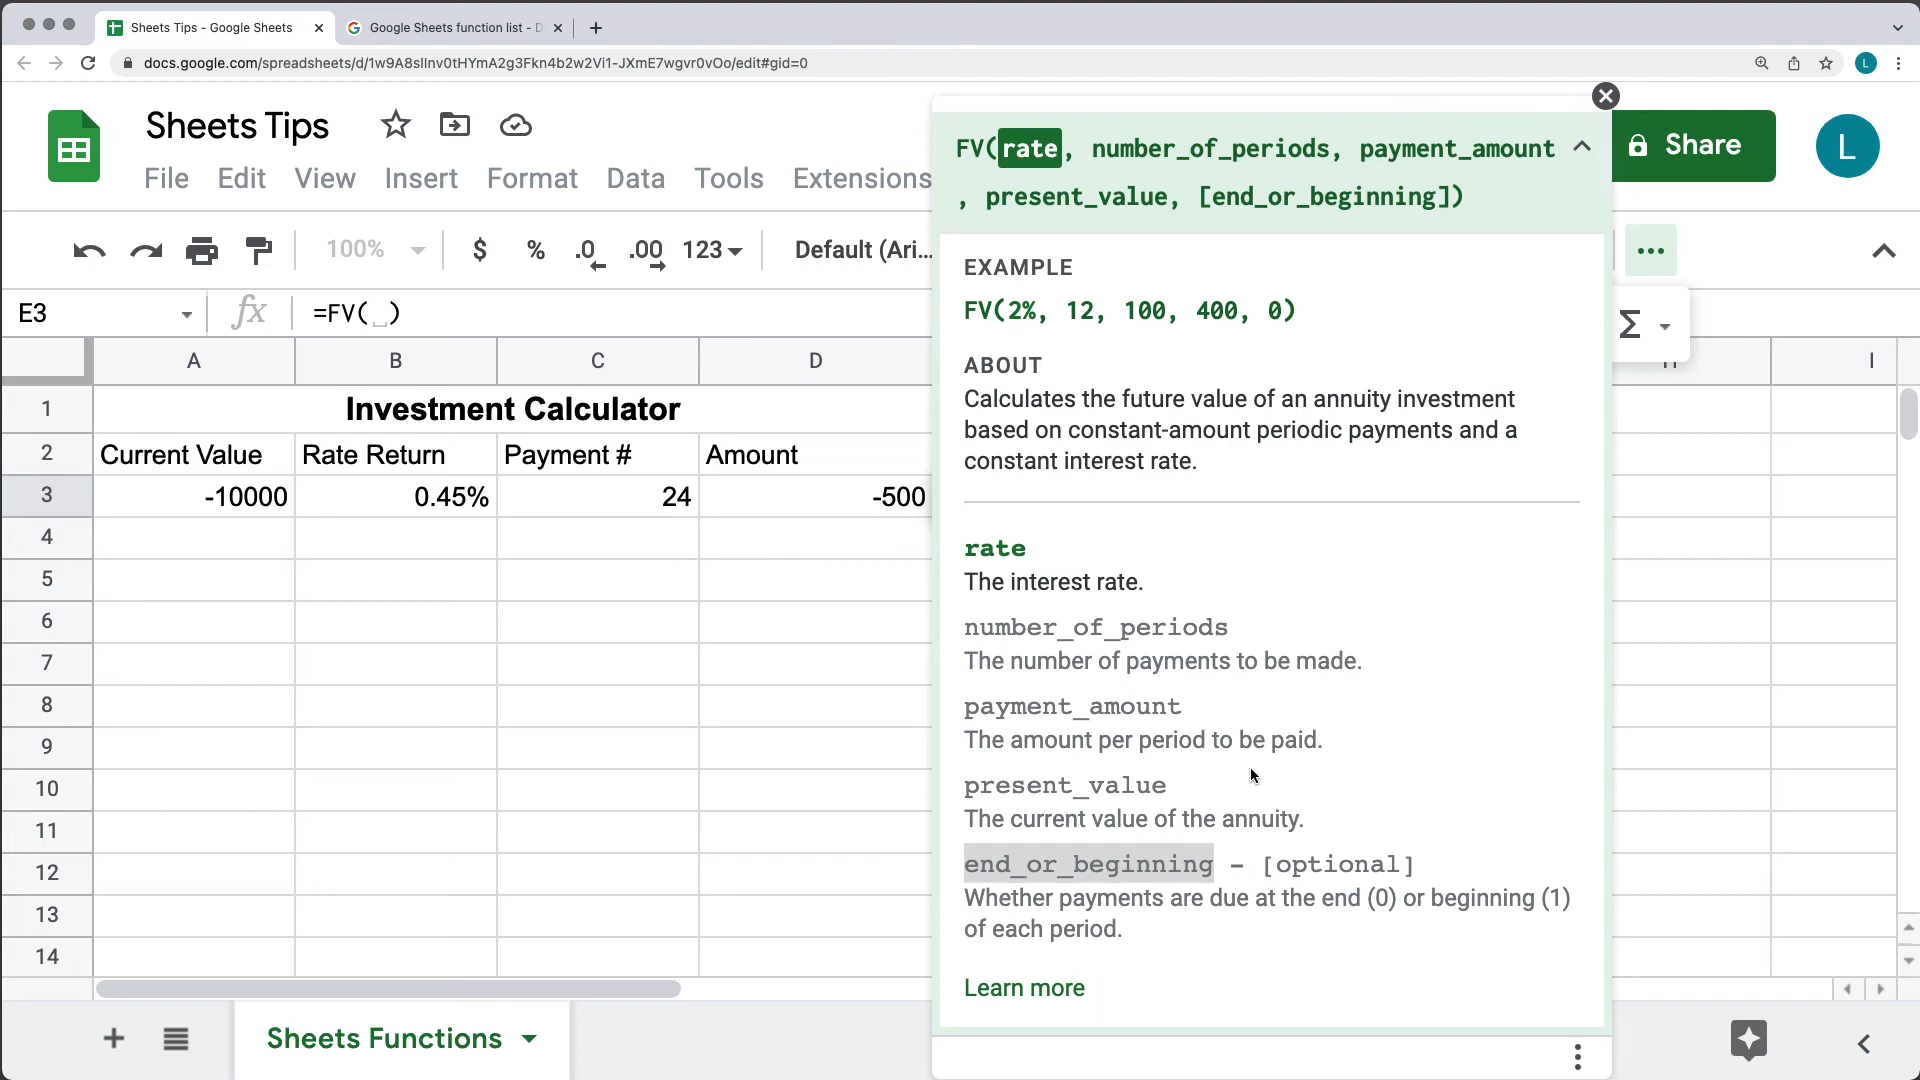 Sheets Tips - Google Sheets
Google Sheets function list - D
docs.google.com/spreadsheets/d/1w9A8sIlnv0tHYmA2g3Fkn4b2w2Vi1-JXmE7wgvr0vOo/edit#gid=0
L
Sheets Tips
File Edit View Insert Format Data Tools Extensions
Share
L
100% $ % .0 .00 123 Default (Ari...
E3 fx =FV( )
Σ
A B C D H I
1 Investment Calculator
2 Current Value Rate Return Payment # Amount
3 -10000 0.45% 24 -500
4
5
6
7
8
9
10
11
12
13
14
FV(rate, number_of_periods, payment_amount
, present_value, [end_or_beginning])
EXAMPLE
FV(2%, 12, 100, 400, 0)
ABOUT
Calculates the future value of an annuity investment
based on constant-amount periodic payments and a
constant interest rate.
rate
The interest rate.
number_of_periods
The number of payments to be made.
payment_amount
The amount per period to be paid.
present_value
The current value of the annuity.
end_or_beginning – [optional]
Whether payments are due at the end (0) or beginning (1)
of each period.
Learn more
Sheets Functions